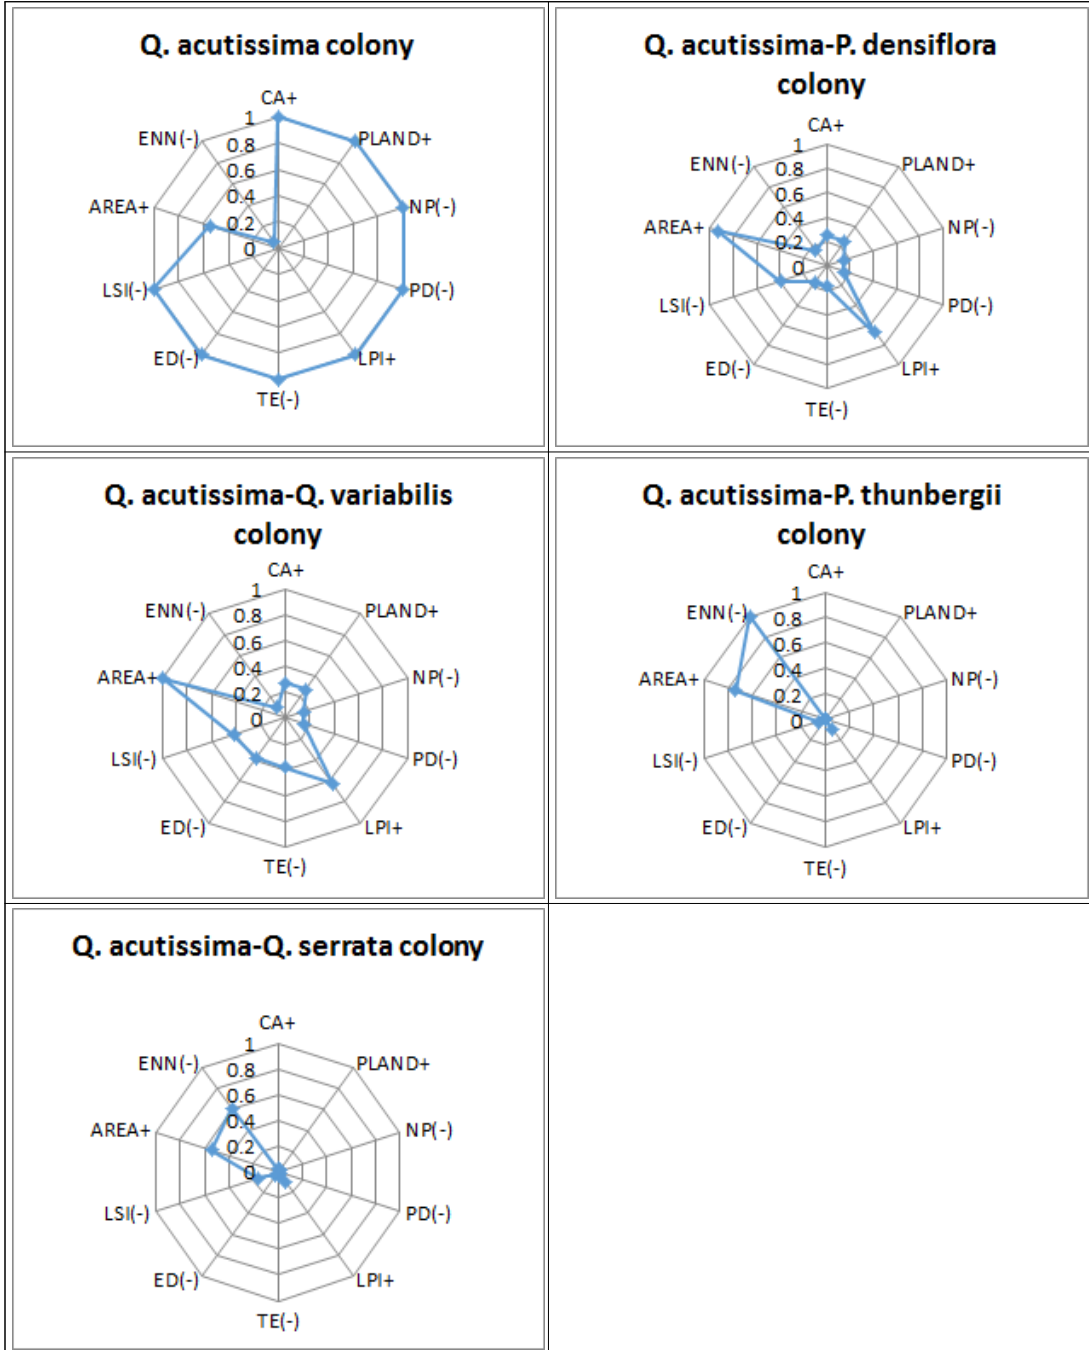 Q. acutissima colony
CA+
PLAND+
NP(-)
PD(-)
LPI+
TE(-)
ED(-)
LSI(-)
AREA+
ENN(-)
1
0.8
0.6
0.4
0.2
0
Q. acutissima-P. densiflora
colony
CA+
PLAND+
NP(-)
PD(-)
LPI+
TE(-)
ED(-)
LSI(-)
AREA+
ENN(-)
1
0.8
0.6
0.4
0.2
0
Q. acutissima-Q. variabilis
colony
CA+
PLAND+
NP(-)
PD(-)
LPI+
TE(-)
ED(-)
LSI(-)
AREA+
ENN(-)
1
0.8
0.6
0.4
0.2
0
Q. acutissima-P. thunbergii
colony
CA+
PLAND+
NP(-)
PD(-)
LPI+
TE(-)
ED(-)
LSI(-)
AREA+
ENN(-)
1
0.8
0.6
0.4
0.2
0
Q. acutissima-Q. serrata colony
CA+
PLAND+
NP(-)
PD(-)
LPI+
TE(-)
ED(-)
LSI(-)
AREA+
ENN(-)
1
0.8
0.6
0.4
0.2
0